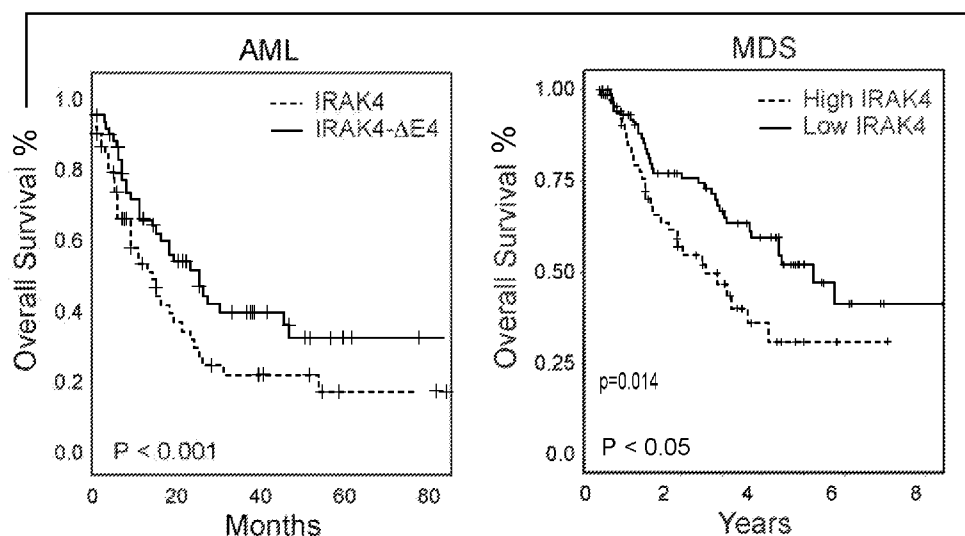 AML
Overall Survival %
1.0
0.8
0.6
0.4
0.2
0.0
IRAK4
IRAK4-ΔE4
P < 0.001
0
20
40
60
80
Months
MDS
Overall Survival %
1.00
0.75
0.50
0.25
0.00
High IRAK4
Low IRAK4
p=0.014
P < 0.05
0
2
4
6
8
Years